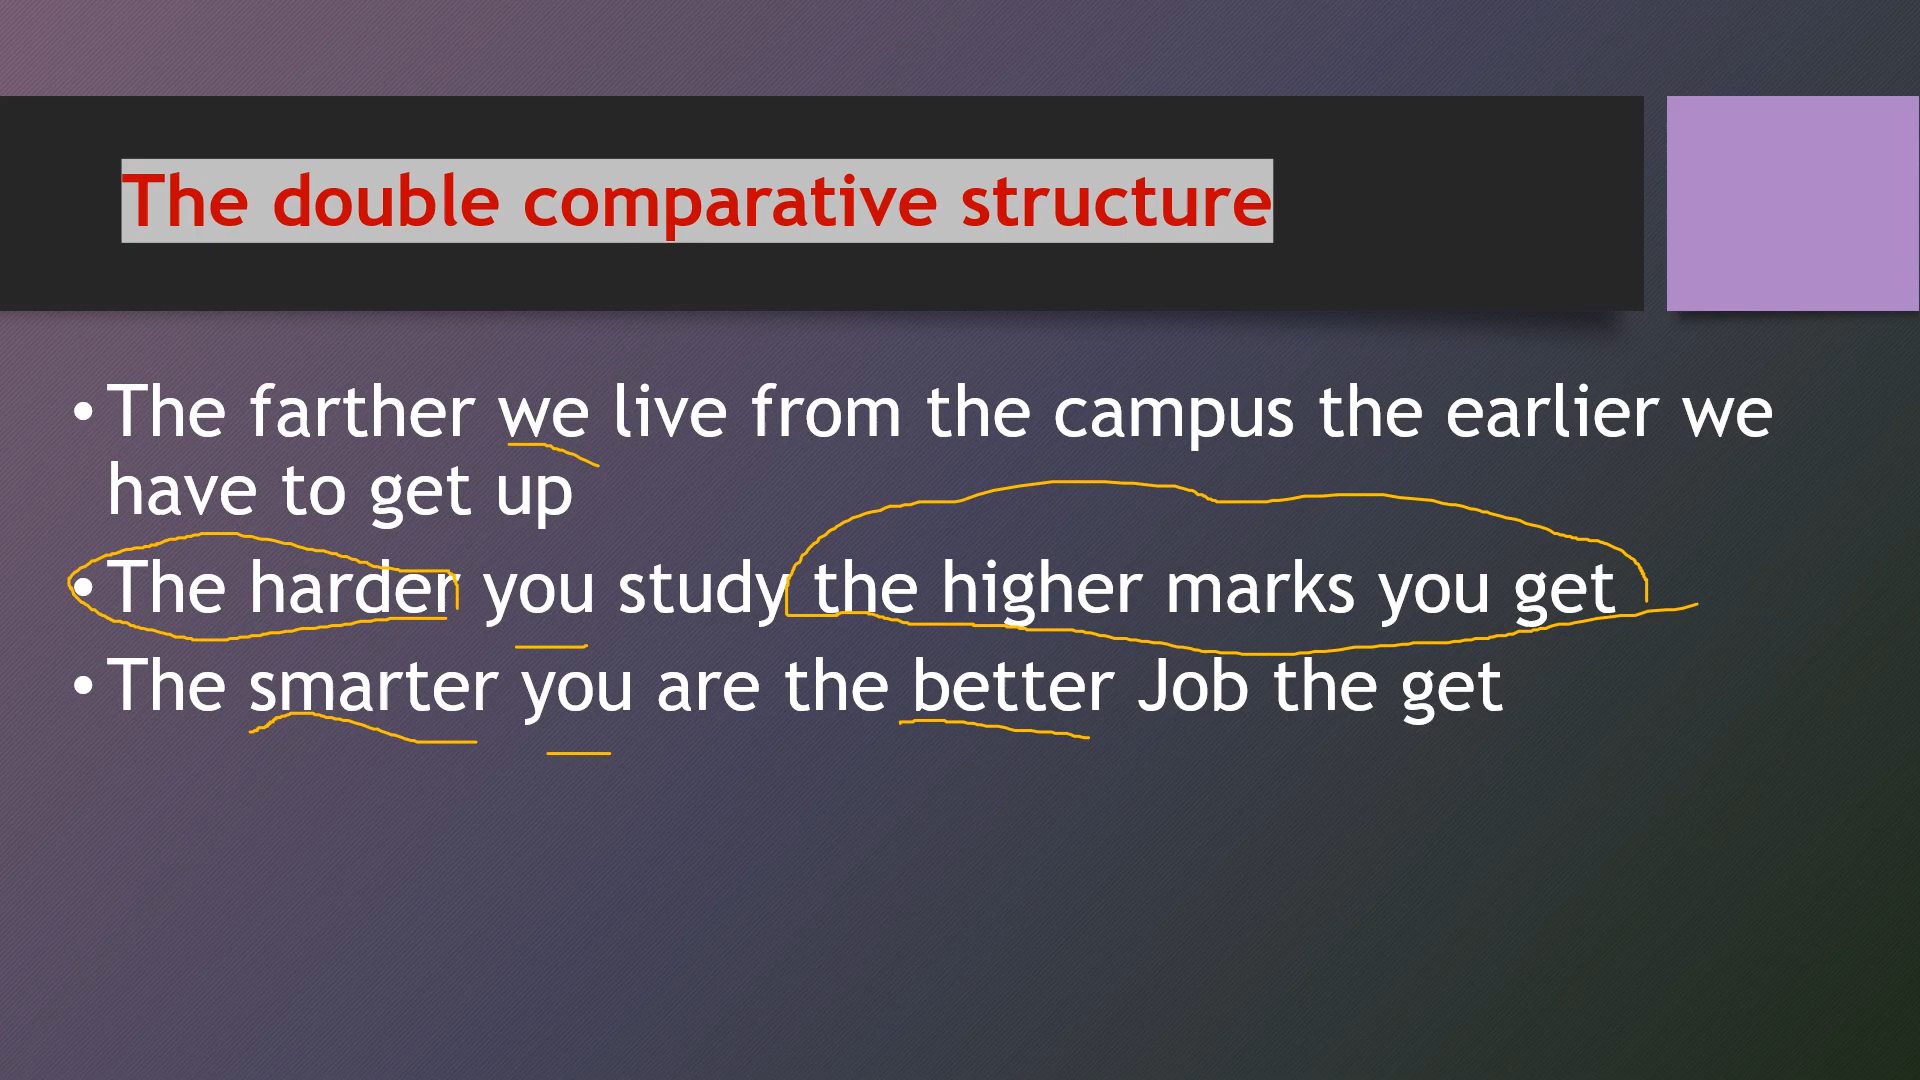 The double comparative structure
• The farther we live from the campus the earlier we
have to get up
• The harder you study the higher marks you get
• The smarter you are the better Job the get